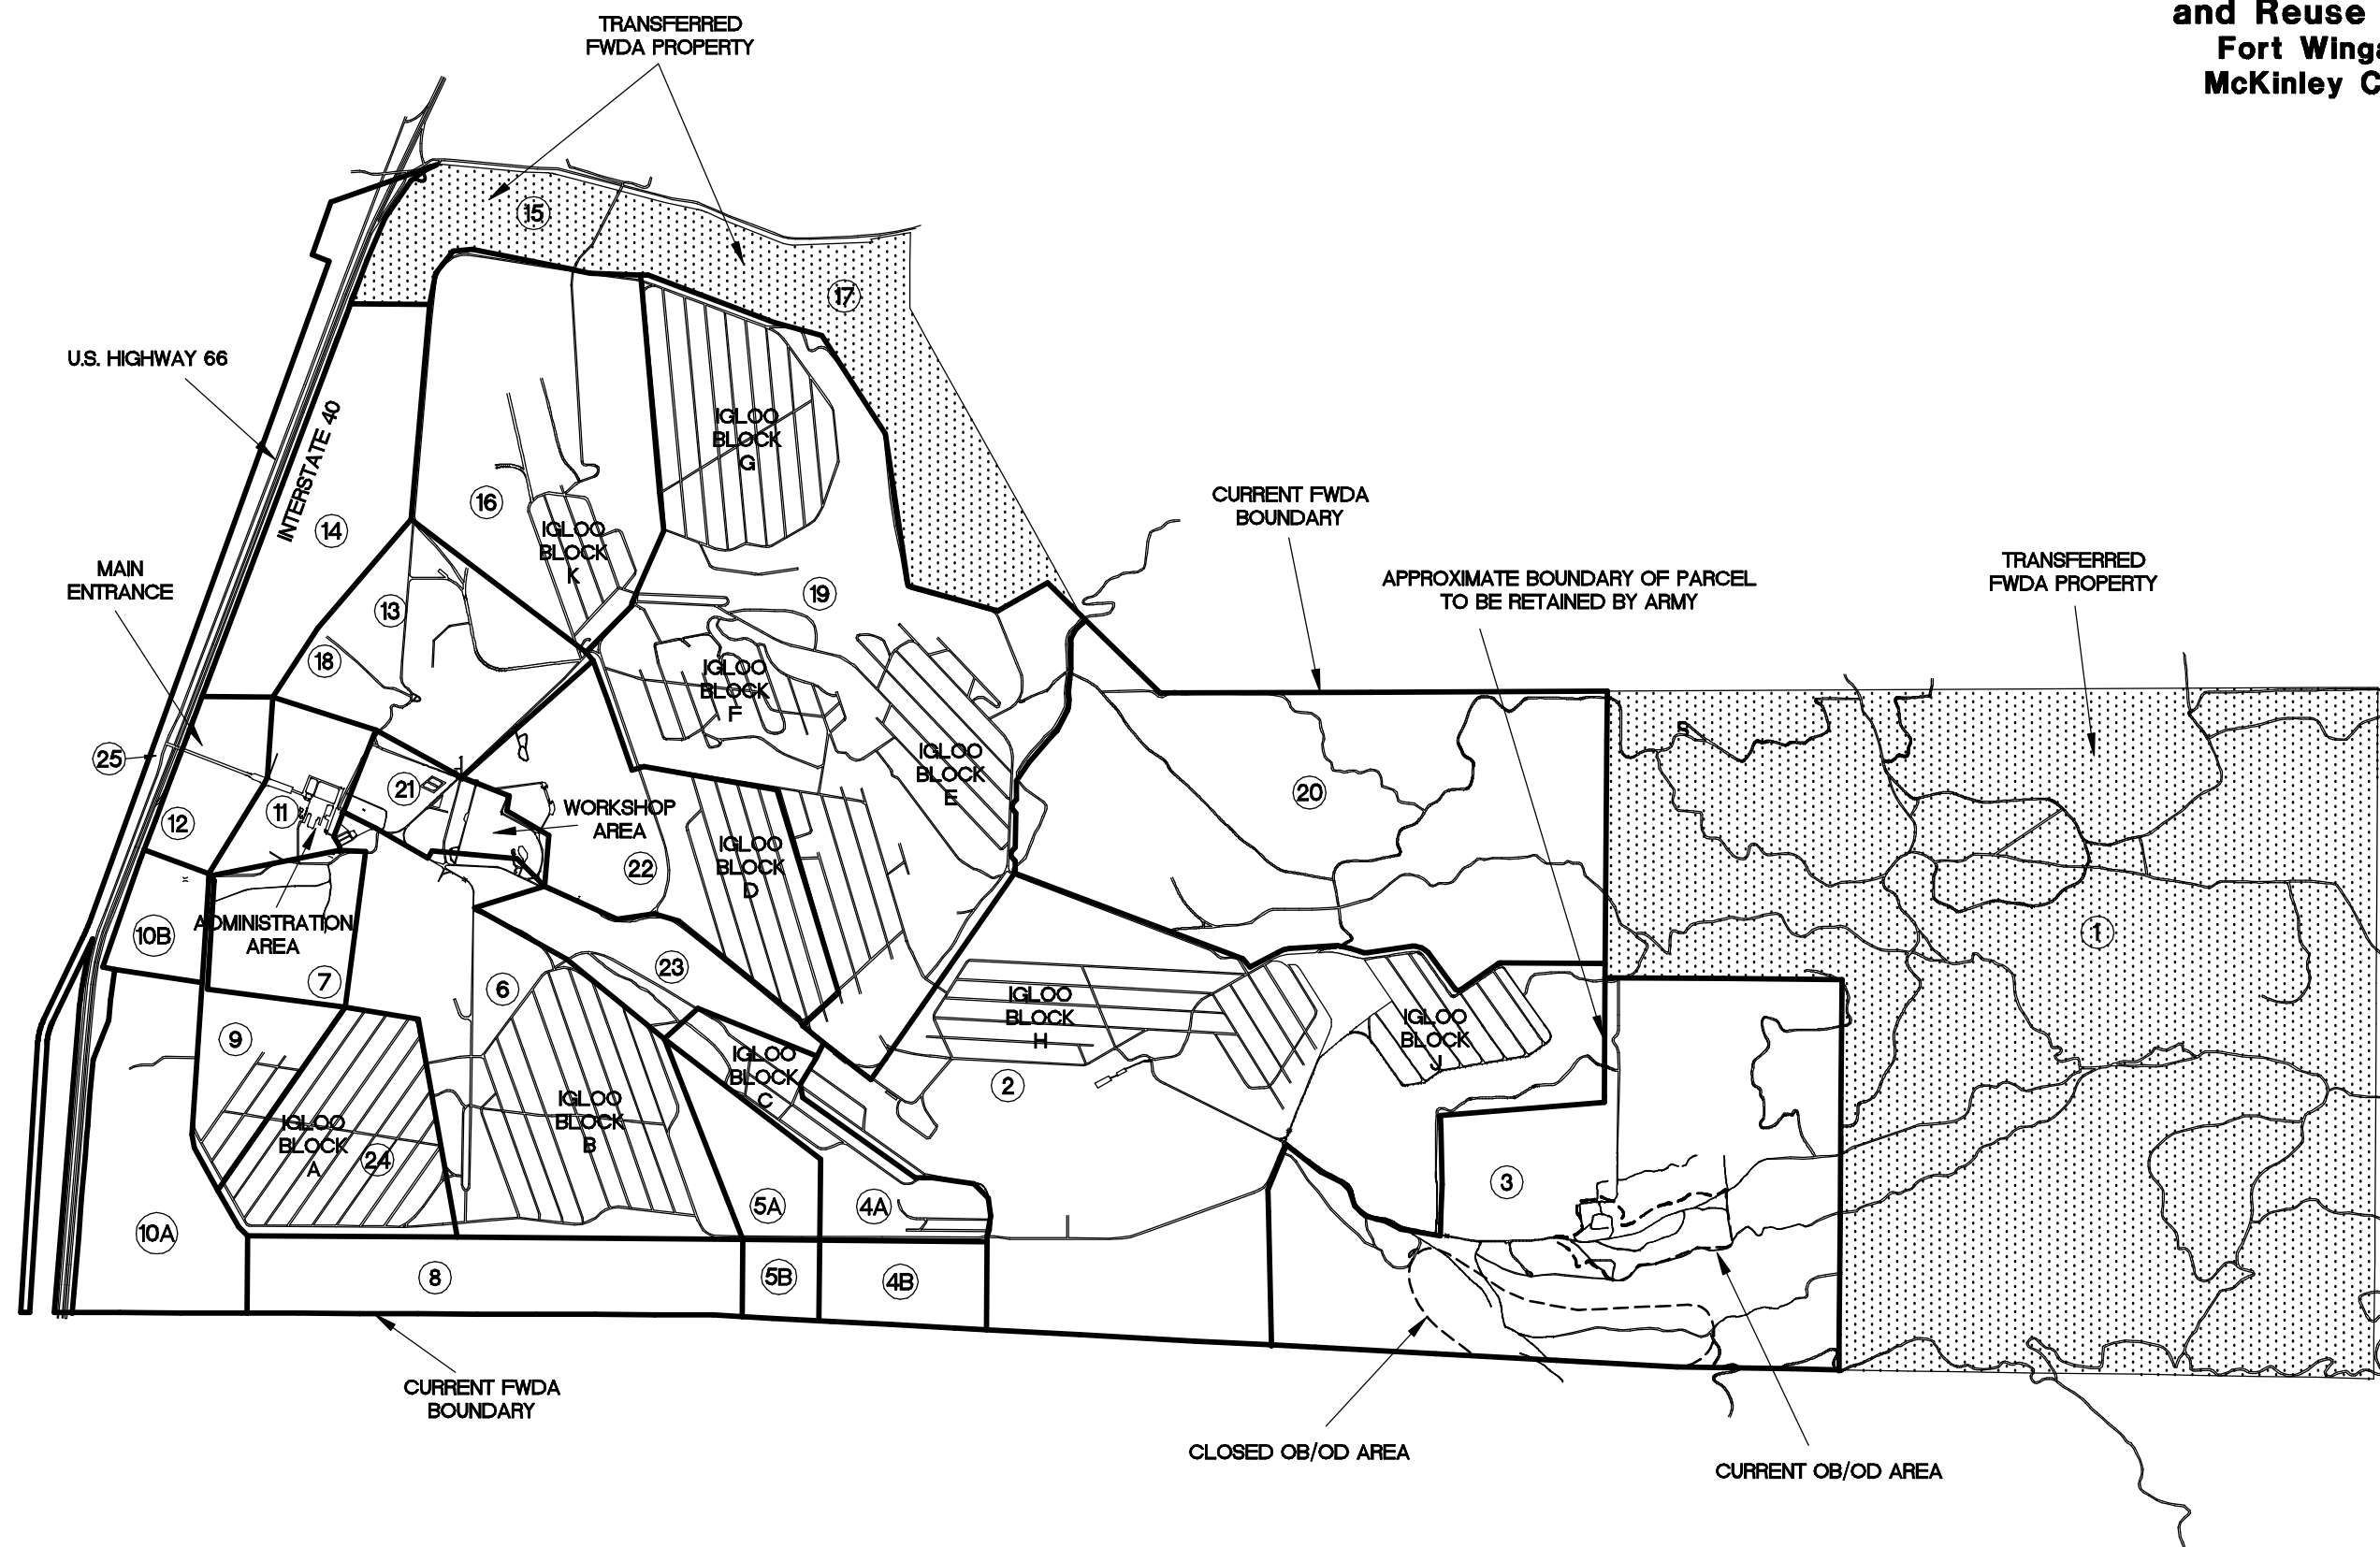 and Reuse
Fort Wing
McKinley C
TRANSFERRED
FWDA PROPERTY
15
17
U.S. HIGHWAY 66
INTERSTATE 40
IGLOO
BLOCK
G
16
14
IGLOO
BLOCK
K
CURRENT FWDA
BOUNDARY
MAIN
ENTRANCE
APPROXIMATE BOUNDARY OF PARCEL
TO BE RETAINED BY ARMY
TRANSFERRED
FWDA PROPERTY
19
13
18
IGLOO
BLOCK
F
25
IGLOO
BLOCK
E
20
21
11
12
WORKSHOP
AREA
22
IGLOO
BLOCK
D
10B
ADMINISTRATION
AREA
1
23
7
6
IGLOO
BLOCK
H
IGLOO
BLOCK
J
9
IGLOO
BLOCK
C
2
IGLOO
BLOCK
B
IGLOO
BLOCK
A
24
3
5A
4A
10A
8
5B
4B
CURRENT FWDA
BOUNDARY
CLOSED OB/OD AREA
CURRENT OB/OD AREA